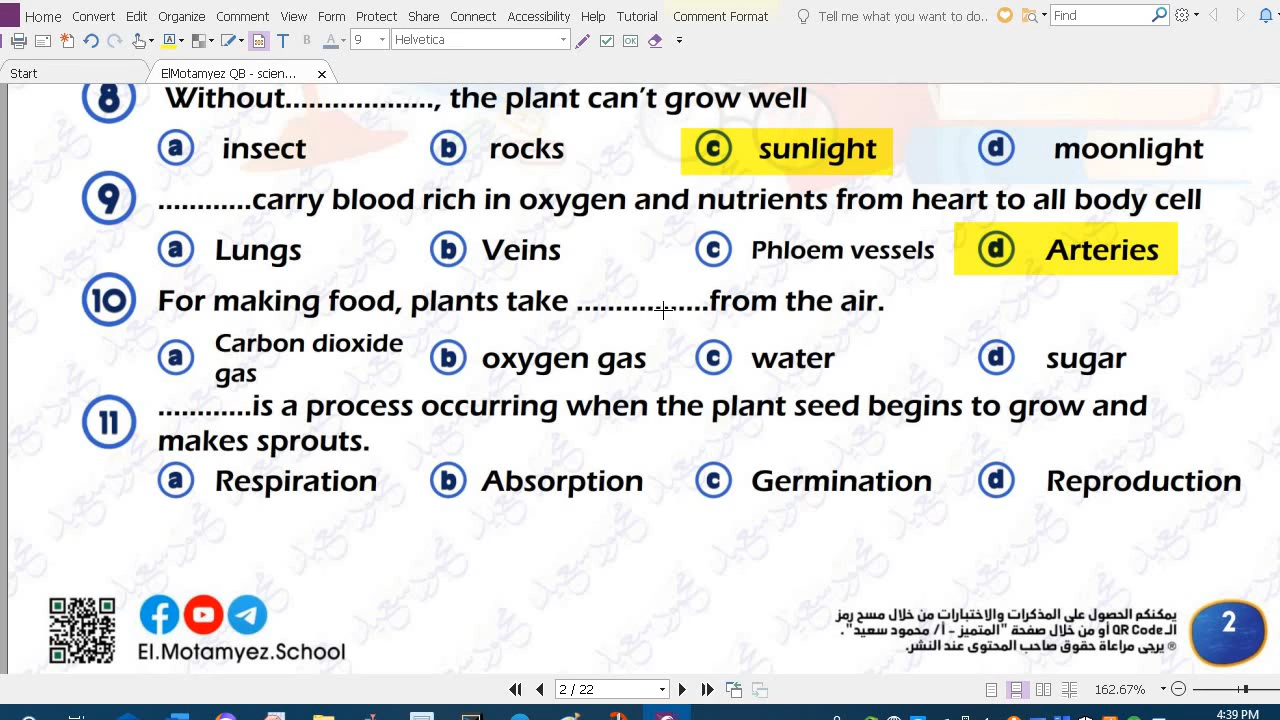 Home Convert Edit Organize Comment View Form Protect Share Connect Accessibility Help Tutorial Format Tell me what you want to do.. Find
9 Helvetica
Start ElMotamyez QB - scien...
8 Without..................., the plant can't grow well
a insect b rocks c sunlight d moonlight
9 ............carry blood rich in oxygen and nutrients from heart to all body cell
a Lungs b Veins c Phloem vessels d Arteries
10 For making food, plants take .................from the air.
a Carbon dioxide gas b oxygen gas c water d sugar
11 ............is a process occurring when the plant seed begins to grow and
makes sprouts.
a Respiration b Absorption c Germination d Reproduction
El.Motamyez.School
يمكنكم الحصول على المذكرات والاختبارات من خلال مسح رمز
الـ QR Code أو من خلال صفحة "المتميز - أ/ محمود سعيد".
® يرجى مراعاة حقوق صاحب المحتوى عند النشر.
2
2 / 22 162.67%
4:39 PM